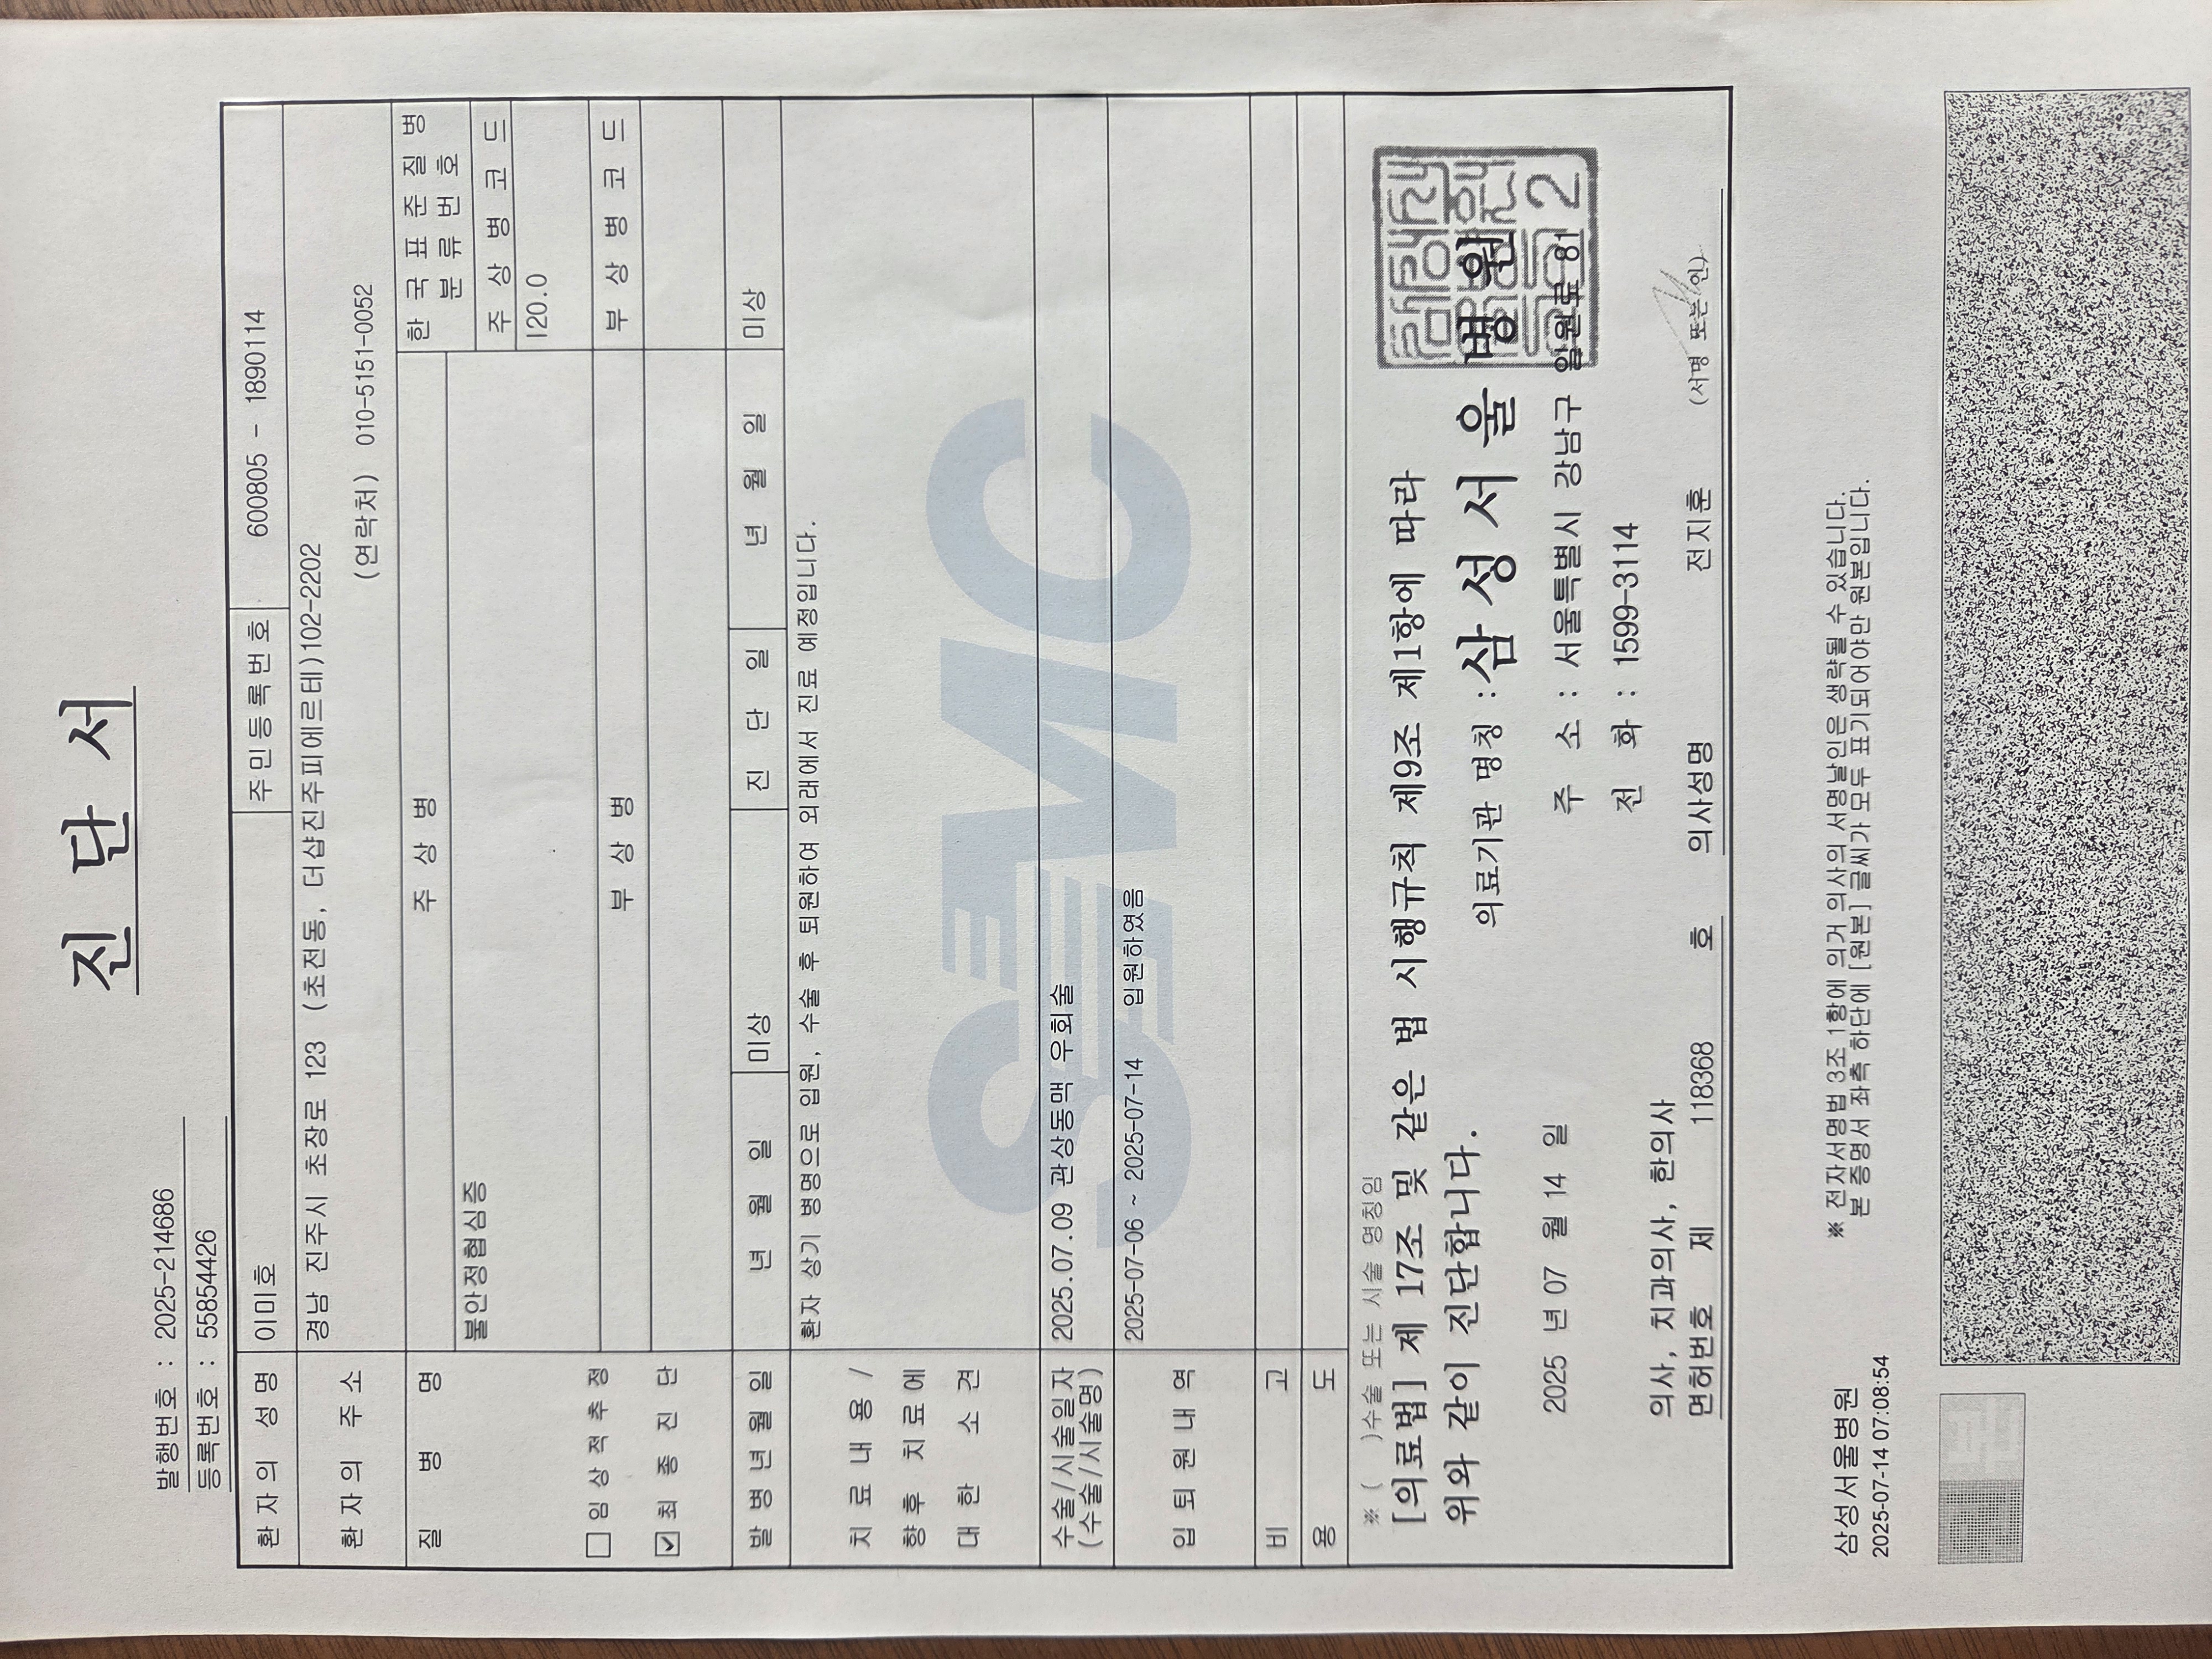 진 단 서
발행번호 : 2025-214686
등록번호 : 55854426
환자의 성명 이미호 주민등록번호 600805 - 1890114
환자의 주소 경남 진주시 초장로 123 (초전동, 더샵진주피에르테)102-2202
(연락처) 010-5151-0052
질 병 명 주 상 병 한국표준질병
분류번호
주상병코드
불안정협심증 I20.0
□ 임상적추정 부 상 병 부상병코드
☑ 최종진단
발병년월일 년 월 일 미상 진 단 일 년 월 일 미상
치료내용 /
향후 치료에
대한 소견
환자 상기 병명으로 입원, 수술 후 퇴원하여 외래에서 진료 예정입니다.
SMC
수술/시술일자
(수술/시술명)
2025.07.09 관상동맥 우회술
입퇴원내역 2025-07-06 ~ 2025-07-14 입원하였음
비 고
용 도
※ ( )수술 또는 시술 명칭임
[의료법] 제 17조 및 같은 법 시행규칙 제9조 제1항에 따라
위와 같이 진단합니다.
의료기관 명칭 :삼성서울병원
2025 년 07 월 14 일
주 소 : 서울특별시 강남구 일원로 81
전 화 : 1599-3114
의사, 치과의사, 한의사
면허번호 제 118368 호 의사성명 전지훈 (서명 또는 인)
※ 전자서명법 3조 1항에 의거 의사의 서명날인은 생략될 수 있습니다.
본 증명서 좌측 하단에 [원본] 글씨가 모두 표기되어야만 원본입니다.
삼성서울병원
2025-07-14 07:08:54